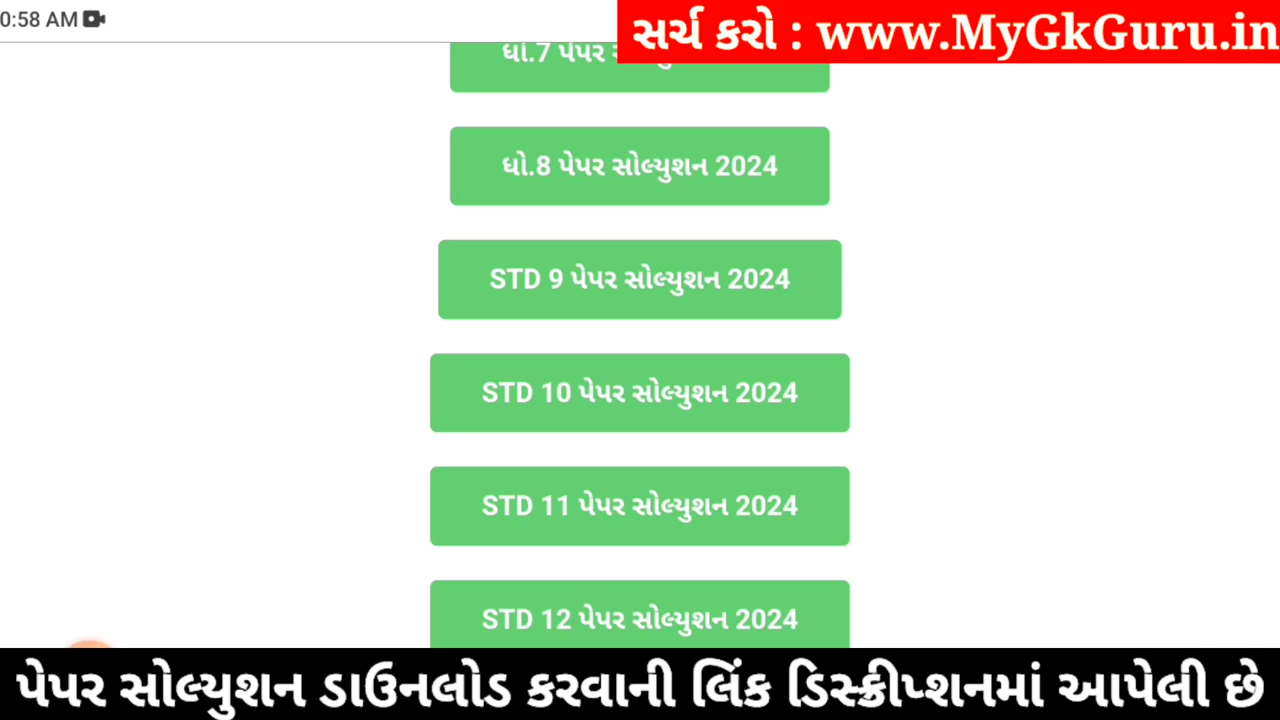 0:58 AM
સર્ચ કરો : www.MyGkGuru.in
ધો.7 પેપર
ધો.8 પેપર સોલ્યુશન 2024
STD 9 પેપર સોલ્યુશન 2024
STD 10 પેપર સોલ્યુશન 2024
STD 11 પેપર સોલ્યુશન 2024
STD 12 પેપર સોલ્યુશન 2024
પેપર સોલ્યુશન ડાઉનલોડ કરવાની લિંક ડિસ્ક્રીપ્શનમાં આપેલી છે